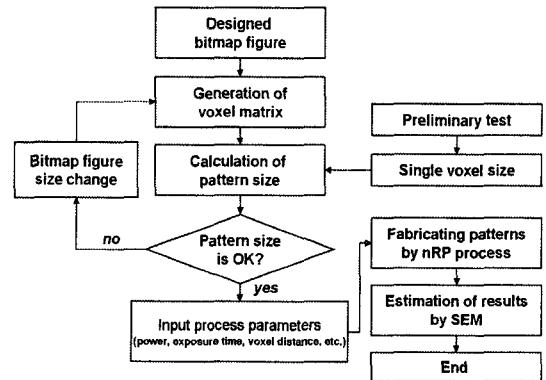 Designed
bitmap figure
Generation of
voxel matrix
Preliminary test
Bitmap figure
size change
Calculation of
pattern size
Single voxel size
no
Pattern size
is OK?
yes
Fabricating patterns
by nRP process
Input process parameters
(power, exposure time, voxel distance, etc.)
Estimation of results
by SEM
End